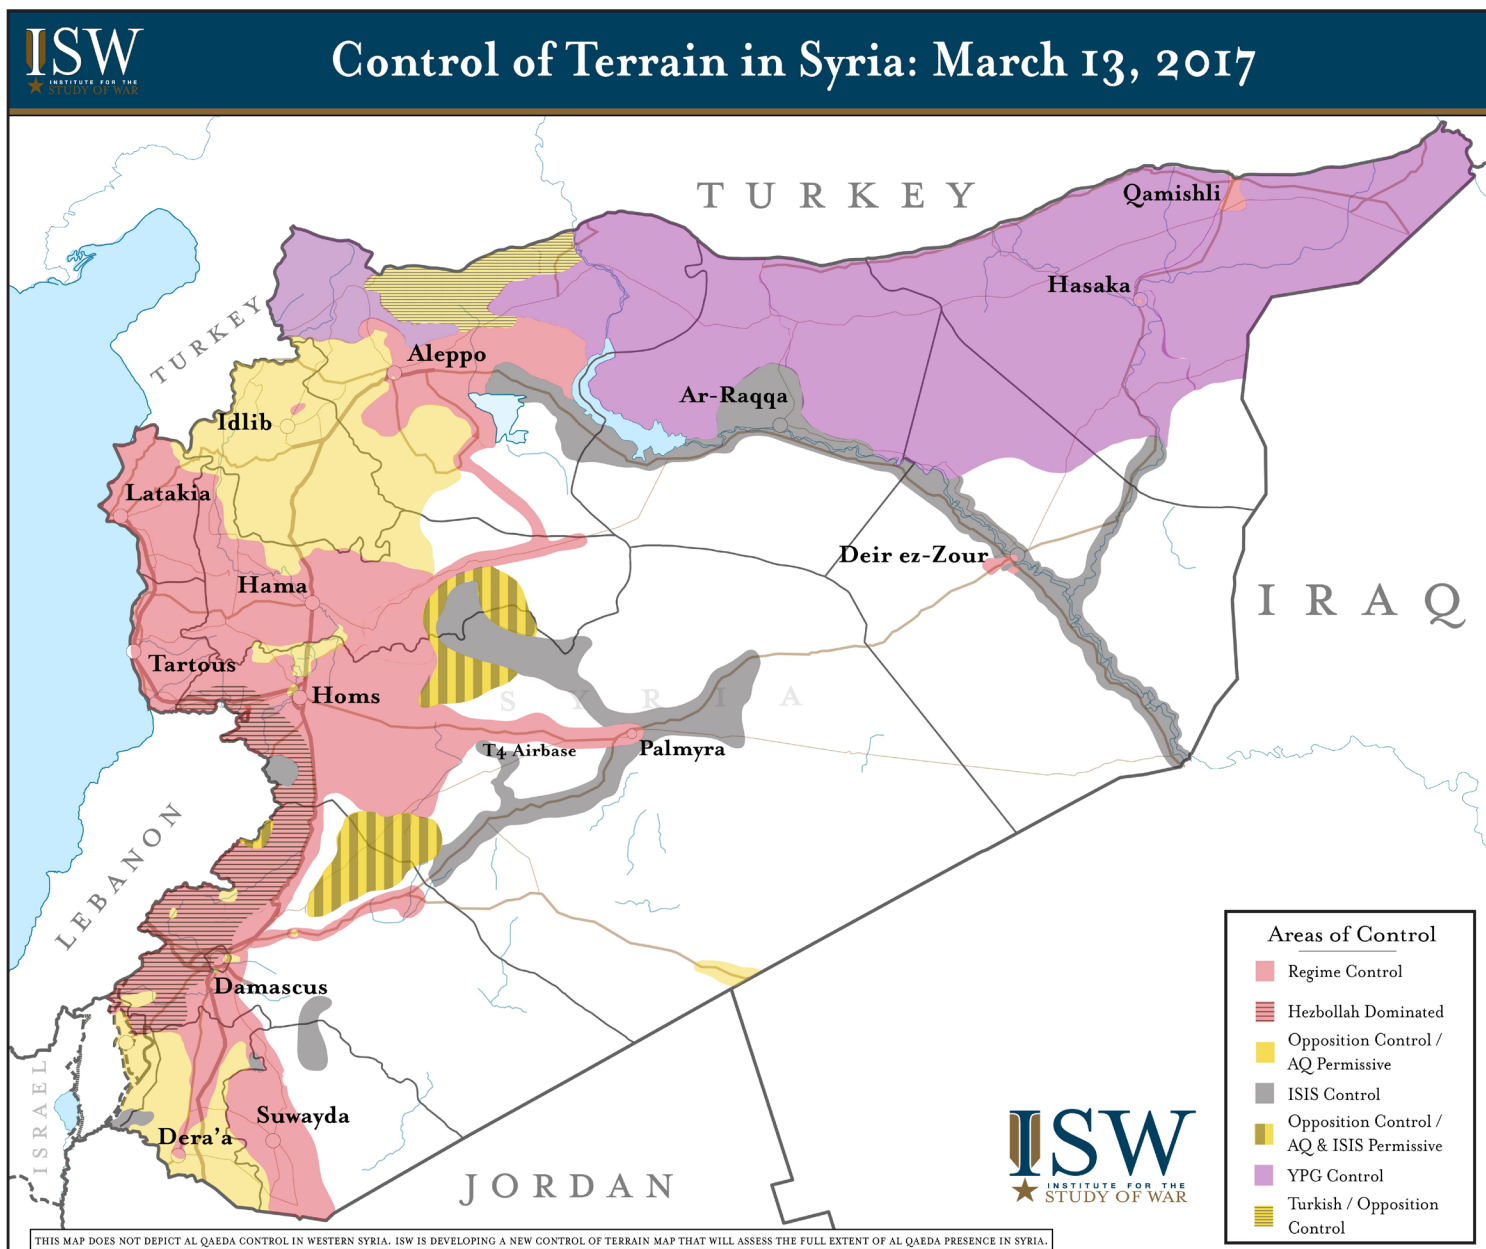 ISW
INSTITUTE FOR THE
STUDY OF WAR
Control of Terrain in Syria: March 13, 2017
TURKEY
Qamishli
Hasaka
TURKEY
Aleppo
Ar-Raqqa
Idlib
Latakia
Deir ez-Zour
Hama
IRAQ
Tartous
Homs
SYRIA
T4 Airbase
Palmyra
LEBANON
Damascus
ISRAEL
Suwayda
Dera'a
JORDAN
Areas of Control
Regime Control
Hezbollah Dominated
Opposition Control /
AQ Permissive
ISIS Control
Opposition Control /
AQ & ISIS Permissive
YPG Control
Turkish / Opposition
Control
ISW
INSTITUTE FOR THE
STUDY OF WAR
THIS MAP DOES NOT DEPICT AL QAEDA CONTROL IN WESTERN SYRIA. ISW IS DEVELOPING A NEW CONTROL OF TERRAIN MAP THAT WILL ASSESS THE FULL EXTENT OF AL QAEDA PRESENCE IN SYRIA.